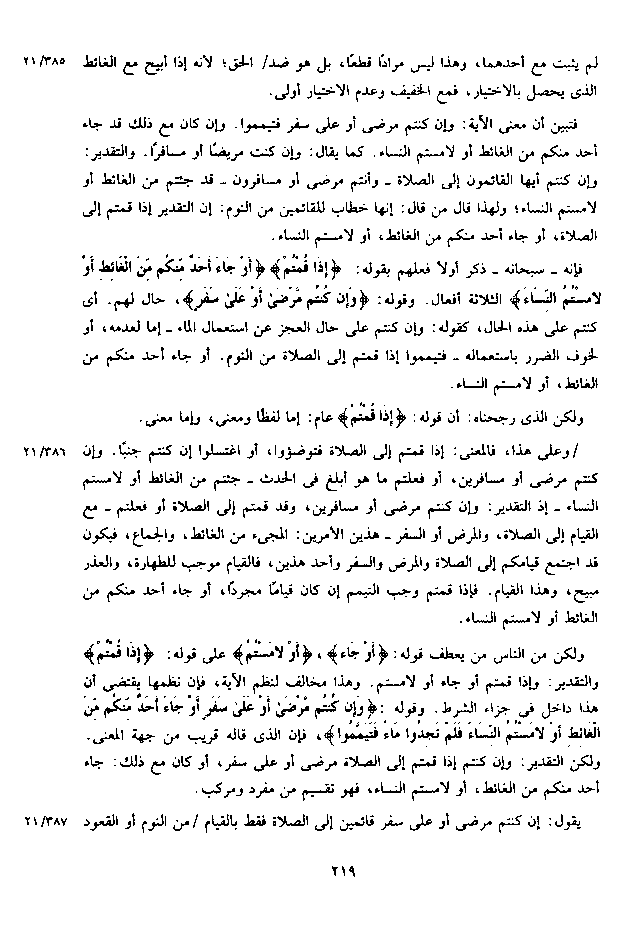 لم يثبت مع أحدهما، وهذا ليس مرادًا قطعًا، بل هو ضد/ الحق؛ لأنه إذا أبيح مع الغائط ٢١/٣٨٥
الذى يحصل بالاختيار، فمع الخفيف وعدم الاختيار أولى.
فتبين أن معنى الآية: وإن كنتم مرضى أو على سفر فتيمموا. وإن كان مع ذلك قد جاء
أحد منكم من الغائط أو لامستم النساء. كما يقال: وإن كنت مريضًا أو مسافرًا. والتقدير:
وإن كنتم أيها القائمون إلى الصلاة ـ وأنتم مرضى أو مسافرون ـ قد جئتم من الغائط أو
لامستم النساء؛ ولهذا قال من قال: إنها خطاب للقائمين من النوم: إن التقدير إذا قمتم إلى
الصلاة، أو جاء أحد منكم من الغائط، أو لامستم النساء.
فإنه ـ سبحانه ـ ذكر أولا فعلهم بقوله: ﴿إِذَا قُمْتُمْ﴾ ﴿أَوْ جَاءَ أَحَدٌ مِّنكُم مِّنَ الْغَائِطِ أَوْ
لامَسْتُمُ النِّسَاءَ﴾ الثلاثة أفعال. وقوله: ﴿وَإِن كُنتُم مَّرْضَىٰ أَوْ عَلَىٰ سَفَرٍ﴾، حال لهم. أى
كنتم على هذه الحال، كقوله: وإن كنتم على حال العجز عن استعمال الماء ـ إما لعدمه، أو
لخوف الضرر باستعماله ـ فتيمموا إذا قمتم إلى الصلاة من النوم. أو جاء أحد منكم من
الغائط، أو لامستم النساء.
ولكن الذى رجحناه: أن قوله: ﴿إِذَا قُمْتُمْ﴾ عام: إما لفظًا ومعنى، وإما معنى.
/وعلى هذا، فالمعنى: إذا قمتم إلى الصلاة فتوضؤوا، أو اغتسلوا إن كنتم جنبًا. وإن ٢١/٣٨٦
كنتم مرضى أو مسافرين، أو فعلتم ما هو أبلغ فى الحدث ـ جئتم من الغائط أو لامستم
النساء ـ إذ التقدير: وإن كنتم مرضى أو مسافرين، وقد قمتم إلى الصلاة أو فعلتم ـ مع
القيام إلى الصلاة، والمرض أو السفر ـ هذين الأمرين: المجىء من الغائط، والجماع، فيكون
قد اجتمع قيامكم إلى الصلاة والمرض والسفر وأحد هذين، فالقيام موجب للطهارة، والعذر
مبيح، وهذا القيام. فإذا قمتم وجب التيمم إن كان قيامًا مجردًا، أو جاء أحد منكم من
الغائط أو لامستم النساء.
ولكن من الناس من يعطف قوله: ﴿أَوْ جَاءَ﴾ ، ﴿أَوْ لامَسْتُمُ﴾ على قوله: ﴿إِذَا قُمْتُمْ﴾
والتقدير: وإذا قمتم أو جاء أو لامستم. وهذا مخالف لنظم الآية، فإن نظمها يقتضى أن
هذا داخل فى جزاء الشرط. وقوله :﴿وَإِن كُنتُم مَّرْضَىٰ أَوْ عَلَىٰ سَفَرٍ أَوْ جَاءَ أَحَدٌ مِّنكُم مِّنَ
الْغَائِطِ أَوْ لامَسْتُمُ النِّسَاءَ فَلَمْ تَجِدُوا مَاءً فَتَيَمَّمُوا﴾، فإن الذى قاله قريب من جهة المعنى.
ولكن التقدير: وإن كنتم إذا قمتم إلى الصلاة مرضى أو على سفر، أو كان مع ذلك: جاء
أحد منكم من الغائط، أو لامستم النساء، فهو تقسيم من مفرد ومركب.
يقول: إن كنتم مرضى أو على سفر قائمين إلى الصلاة فقط بالقيام /من النوم أو القعود ٢١/٣٨٧
٢١٩